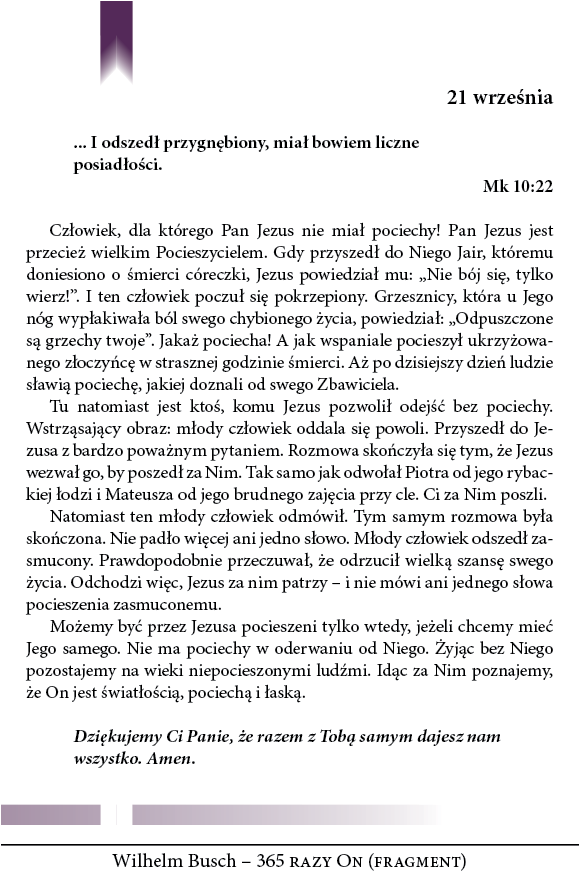 21 września
... I odszedł przygnębiony, miał bowiem liczne
posiadłości.
Mk 10:22
Człowiek, dla którego Pan Jezus nie miał pociechy! Pan Jezus jest
przecież wielkim Pocieszycielem. Gdy przyszedł do Niego Jair, któremu
doniesiono o śmierci córeczki, Jezus powiedział mu: „Nie bój się, tylko
wierz!”. I ten człowiek poczuł się pokrzepiony. Grzesznicy, która u Jego
nóg wypłakiwała ból swego chybionego życia, powiedział: „Odpuszczone
są grzechy twoje”. Jakaż pociecha! A jak wspaniale pocieszył ukrzyżowa-
nego złoczyńcę w strasznej godzinie śmierci. Aż po dzisiejszy dzień ludzie
sławią pociechę, jakiej doznali od swego Zbawiciela.
Tu natomiast jest ktoś, komu Jezus pozwolił odejść bez pociechy.
Wstrząsający obraz: młody człowiek oddala się powoli. Przyszedł do Je-
zusa z bardzo poważnym pytaniem. Rozmowa skończyła się tym, że Jezus
wezwał go, by poszedł za Nim. Tak samo jak odwołał Piotra od jego rybac-
kiej łodzi i Mateusza od jego brudnego zajęcia przy cle. Ci za Nim poszli.
Natomiast ten młody człowiek odmówił. Tym samym rozmowa była
skończona. Nie padło więcej ani jedno słowo. Młody człowiek odszedł za-
smucony. Prawdopodobnie przeczuwał, że odrzucił wielką szansę swego
życia. Odchodzi więc, Jezus za nim patrzy – i nie mówi ani jednego słowa
pocieszenia zasmuconemu.
Możemy być przez Jezusa pocieszeni tylko wtedy, jeżeli chcemy mieć
Jego samego. Nie ma pociechy w oderwaniu od Niego. Żyjąc bez Niego
pozostajemy na wieki niepocieszonymi ludźmi. Idąc za Nim poznajemy,
że On jest światłością, pociechą i łaską.
Dziękujemy Ci Panie, że razem z Tobą samym dajesz nam
wszystko. Amen.
Wilhelm Busch – 365 RAZY ON (FRAGMENT)